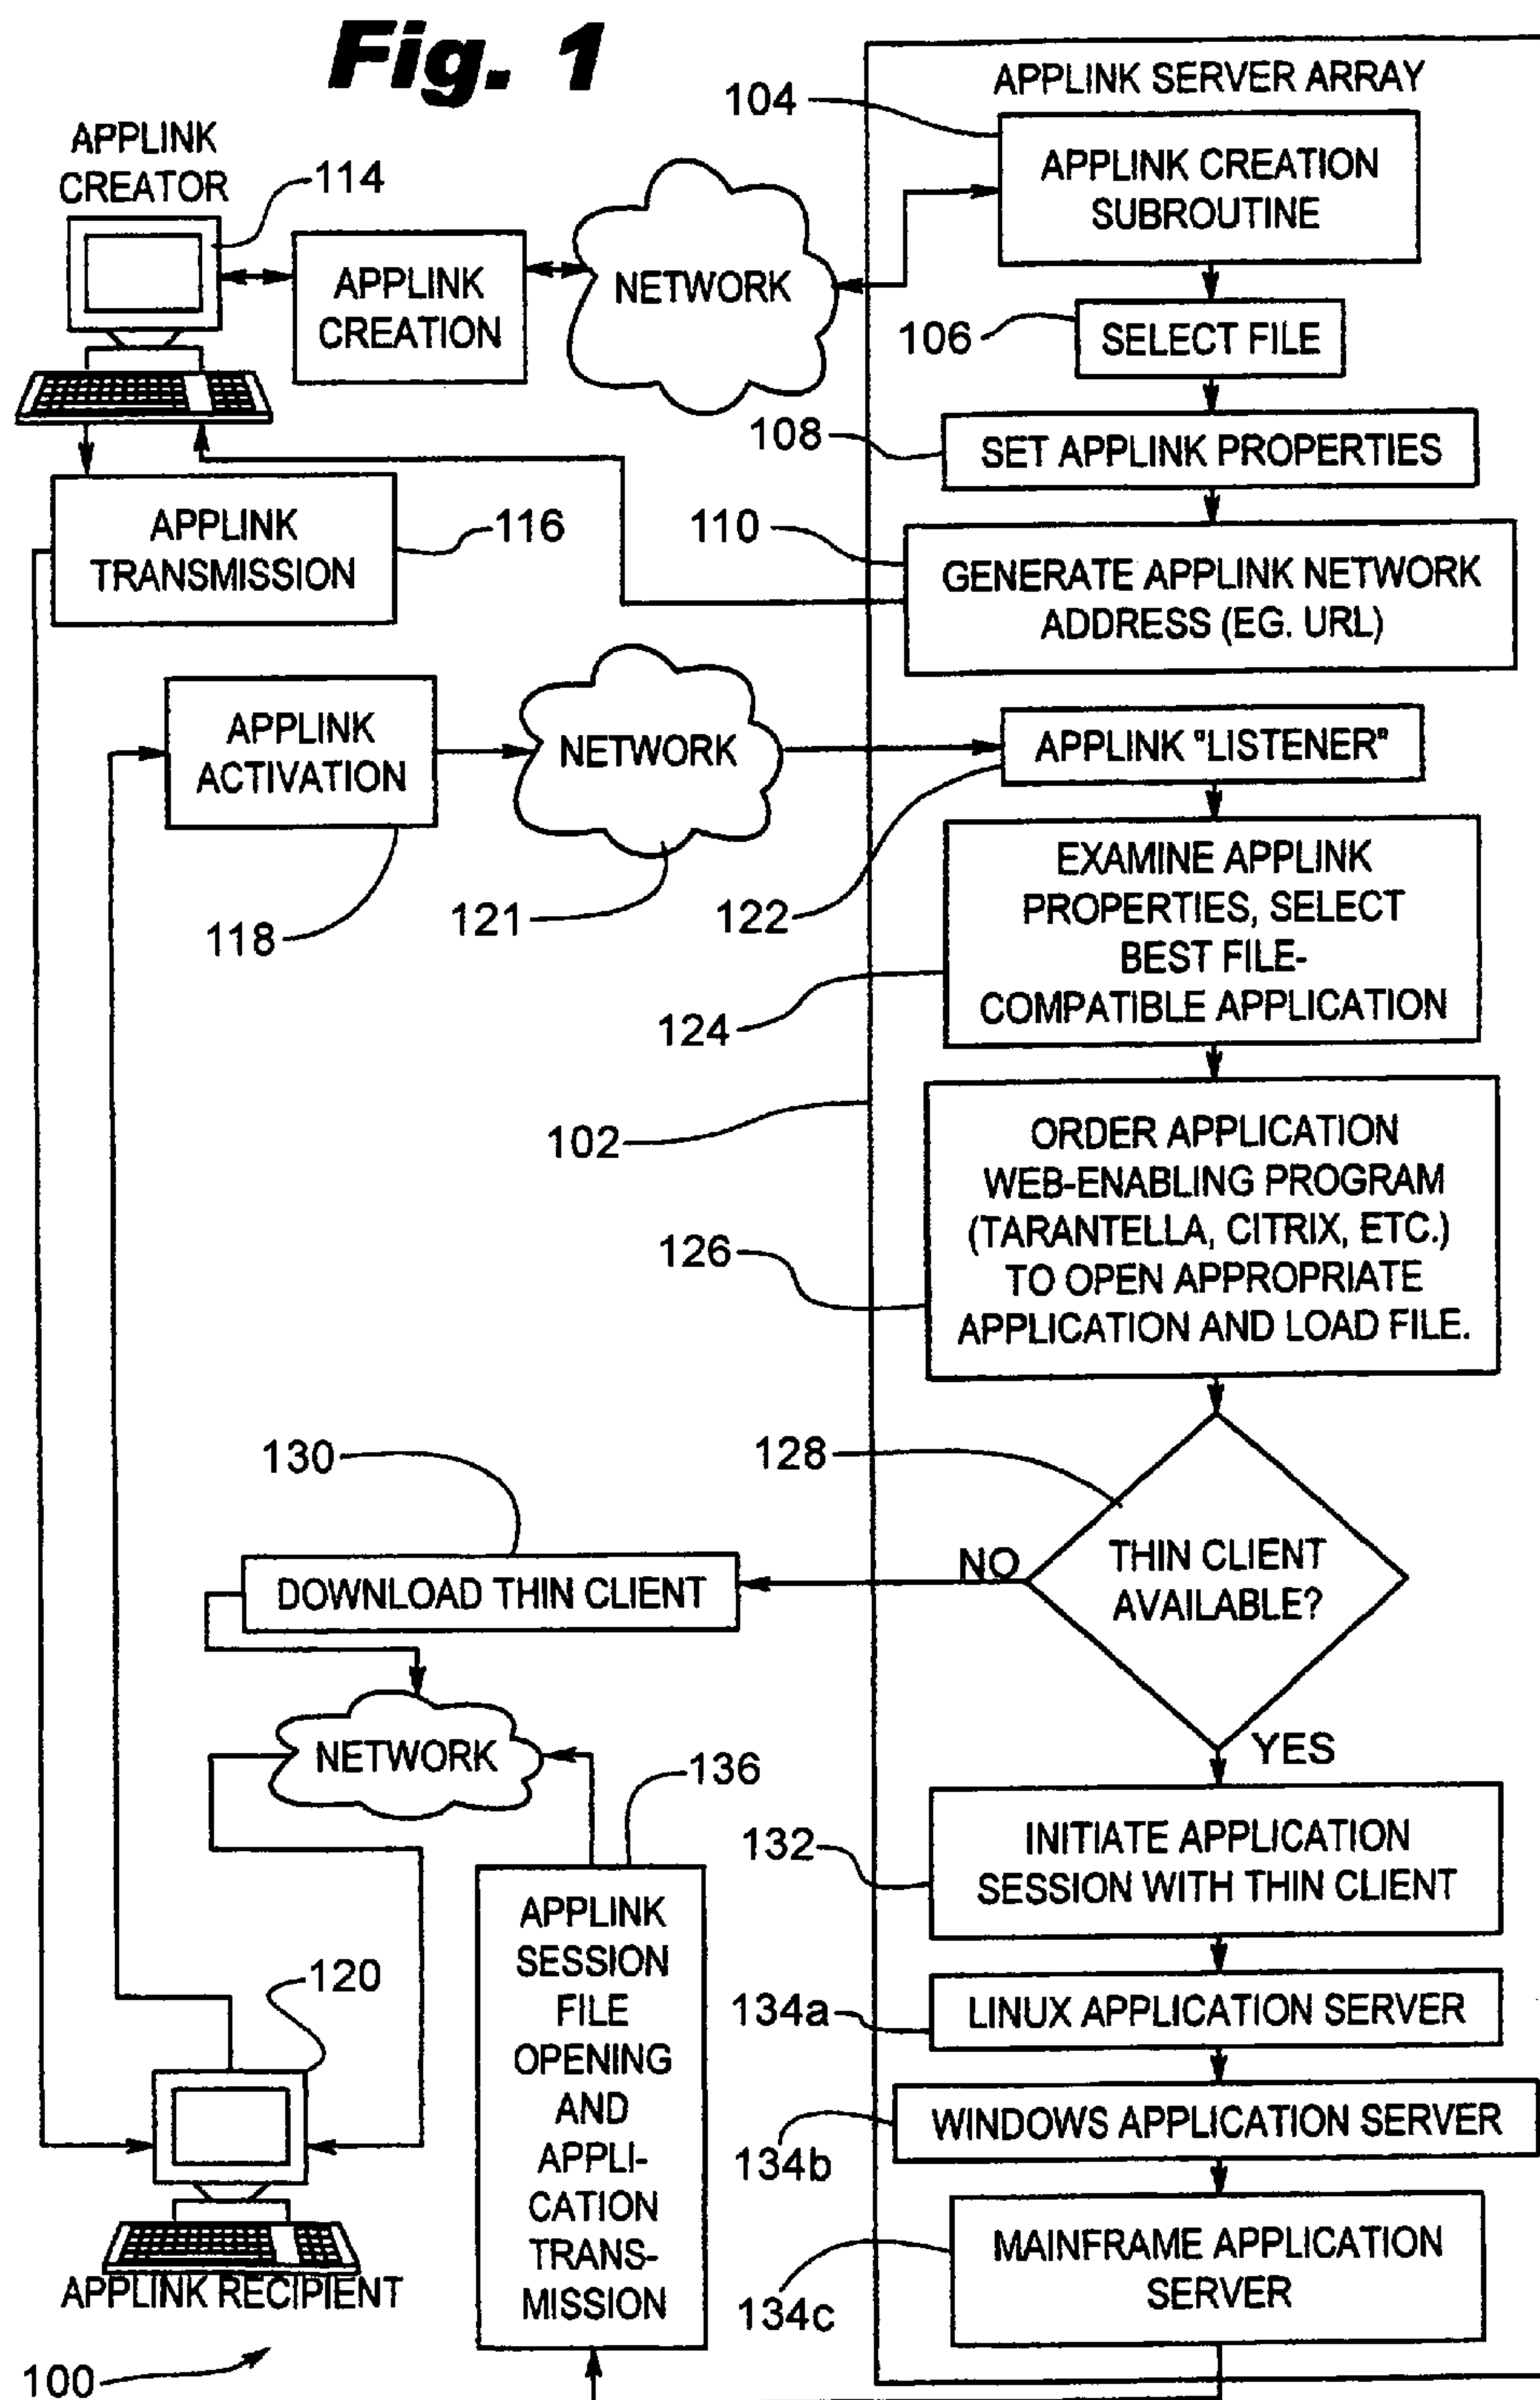 Fig. 1
APPLINK SERVER ARRAY
104
APPLINK
CREATOR
114
APPLINK
CREATION
NETWORK
APPLINK CREATION
SUBROUTINE
106
SELECT FILE
108
SET APPLINK PROPERTIES
APPLINK
TRANSMISSION
116
110
GENERATE APPLINK NETWORK
ADDRESS (EG. URL)
APPLINK
ACTIVATION
118
NETWORK
121
APPLINK "LISTENER"
122
EXAMINE APPLINK
PROPERTIES, SELECT
BEST FILE-
COMPATIBLE APPLICATION
124
102
ORDER APPLICATION
WEB-ENABLING PROGRAM
(TARANTELLA, CITRIX, ETC.)
TO OPEN APPROPRIATE
APPLICATION AND LOAD FILE.
126
128
THIN CLIENT
AVAILABLE?
NO
YES
130
DOWNLOAD THIN CLIENT
NETWORK
136
132
INITIATE APPLICATION
SESSION WITH THIN CLIENT
134a
LINUX APPLICATION SERVER
134b
WINDOWS APPLICATION SERVER
134c
MAINFRAME APPLICATION
SERVER
APPLINK
SESSION
FILE
OPENING
AND
APPLI-
CATION
TRANS-
MISSION
120
APPLINK RECIPIENT
100